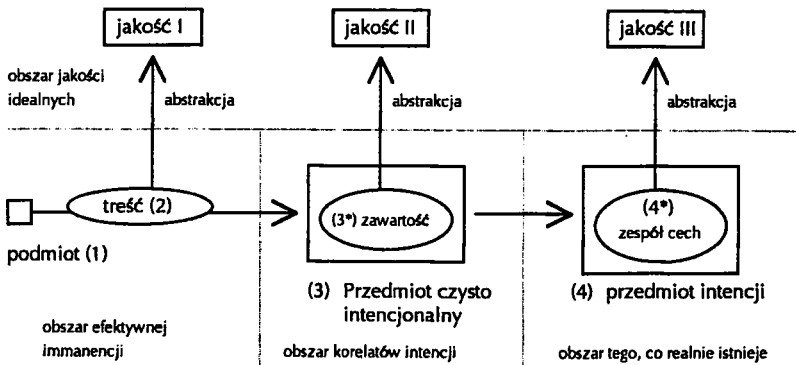 jakość I
jakość II
jakość III
obszar jakości
idealnych
abstrakcja
abstrakcja
abstrakcja
treść (2)
(3*) zawartość
(4*)
zespół cech
podmiot (1)
(3) Przedmiot czysto
intencjonalny
(4) przedmiot intencji
obszar efektywnej
immanencji
obszar korelatów intencji
obszar tego, co realnie istnieje